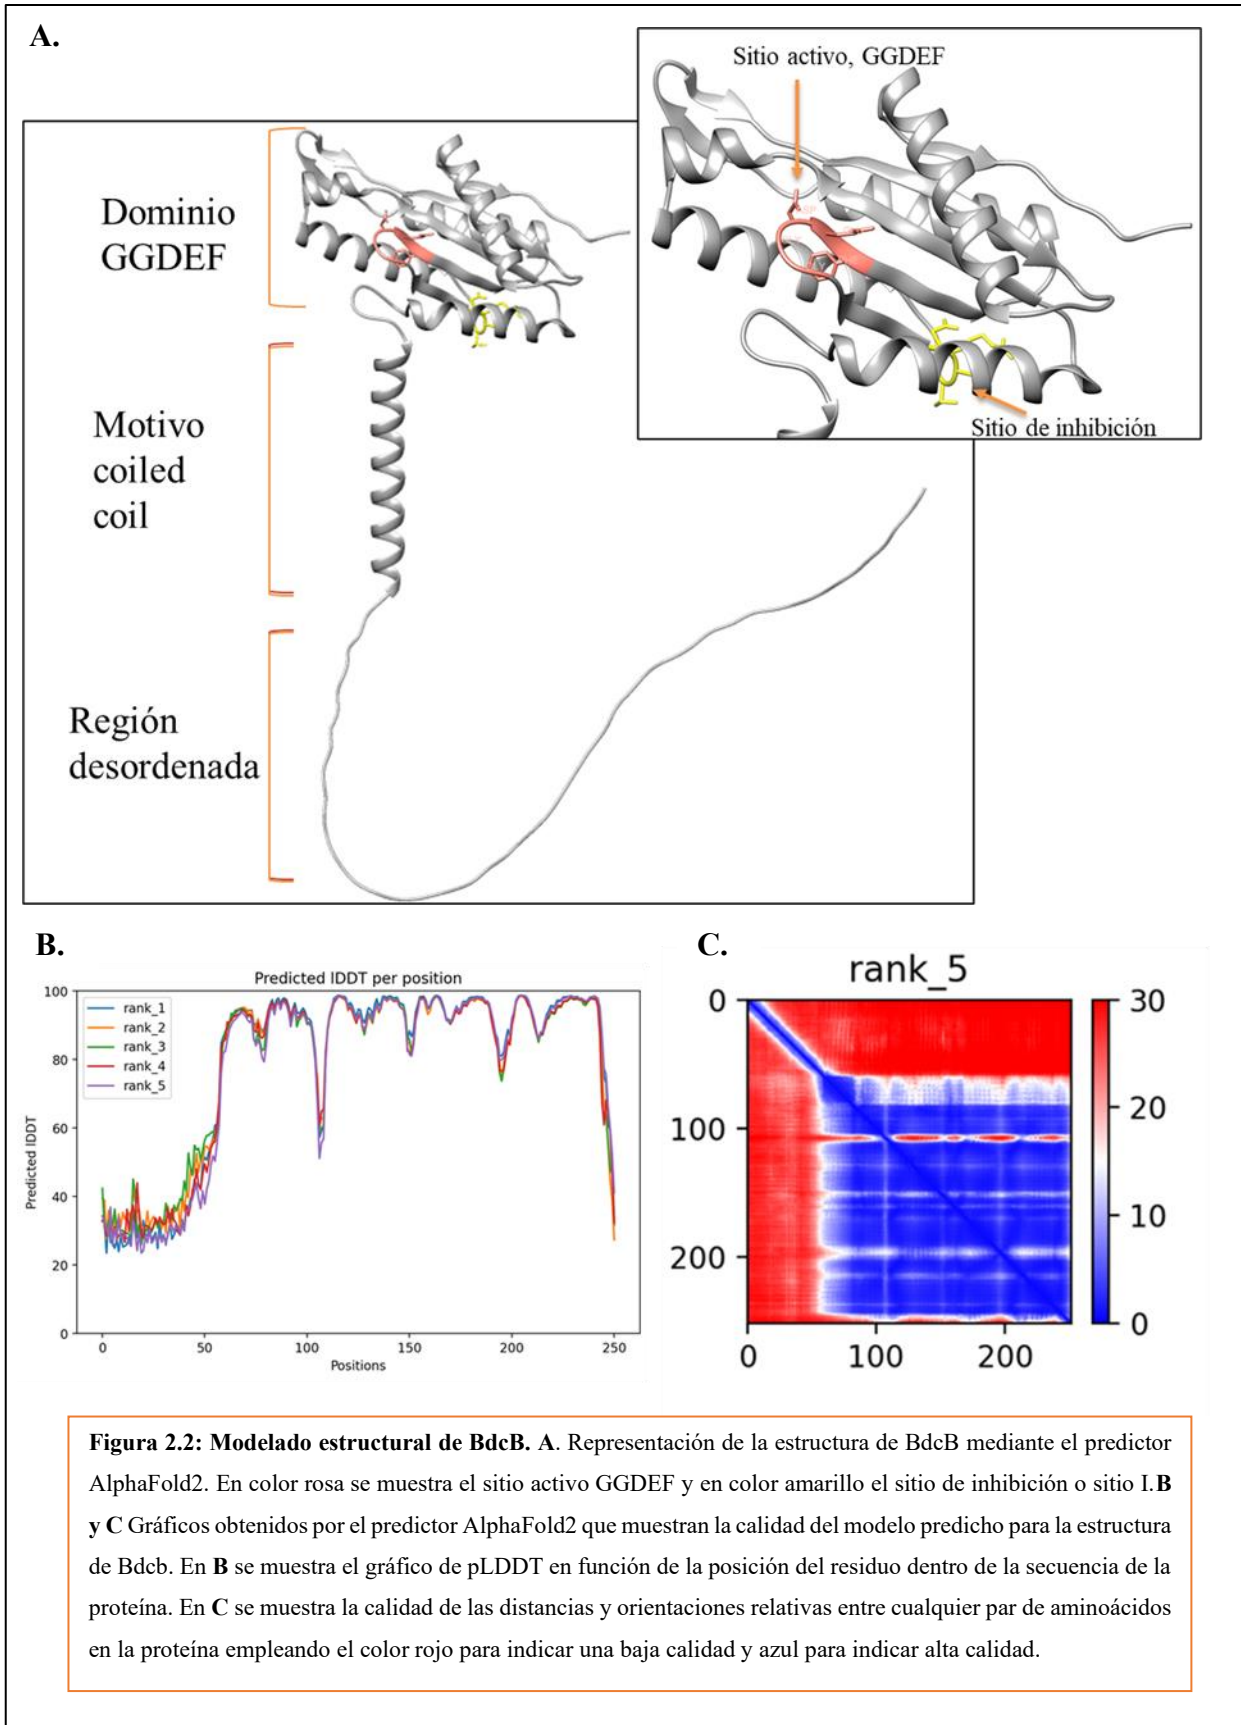 A.
Sitio activo, GGDEF
Sitio de inhibición
Dominio
GGDEF
Motivo
coiled
coil
Región
desordenada
B.
Predicted lDDT per position
100
80
60
40
20
0
Predicted lDDT
rank_1
rank_2
rank_3
rank_4
rank_5
0 50 100 150 200 250
Positions
C.
rank_5
0
100
200
0 100 200
30
20
10
0
Figura 2.2: Modelado estructural de BdcB. A. Representación de la estructura de BdcB mediante el predictor
AlphaFold2. En color rosa se muestra el sitio activo GGDEF y en color amarillo el sitio de inhibición o sitio I.B
y C Gráficos obtenidos por el predictor AlphaFold2 que muestran la calidad del modelo predicho para la estructura
de Bdcb. En B se muestra el gráfico de pLDDT en función de la posición del residuo dentro de la secuencia de la
proteína. En C se muestra la calidad de las distancias y orientaciones relativas entre cualquier par de aminoácidos
en la proteína empleando el color rojo para indicar una baja calidad y azul para indicar alta calidad.